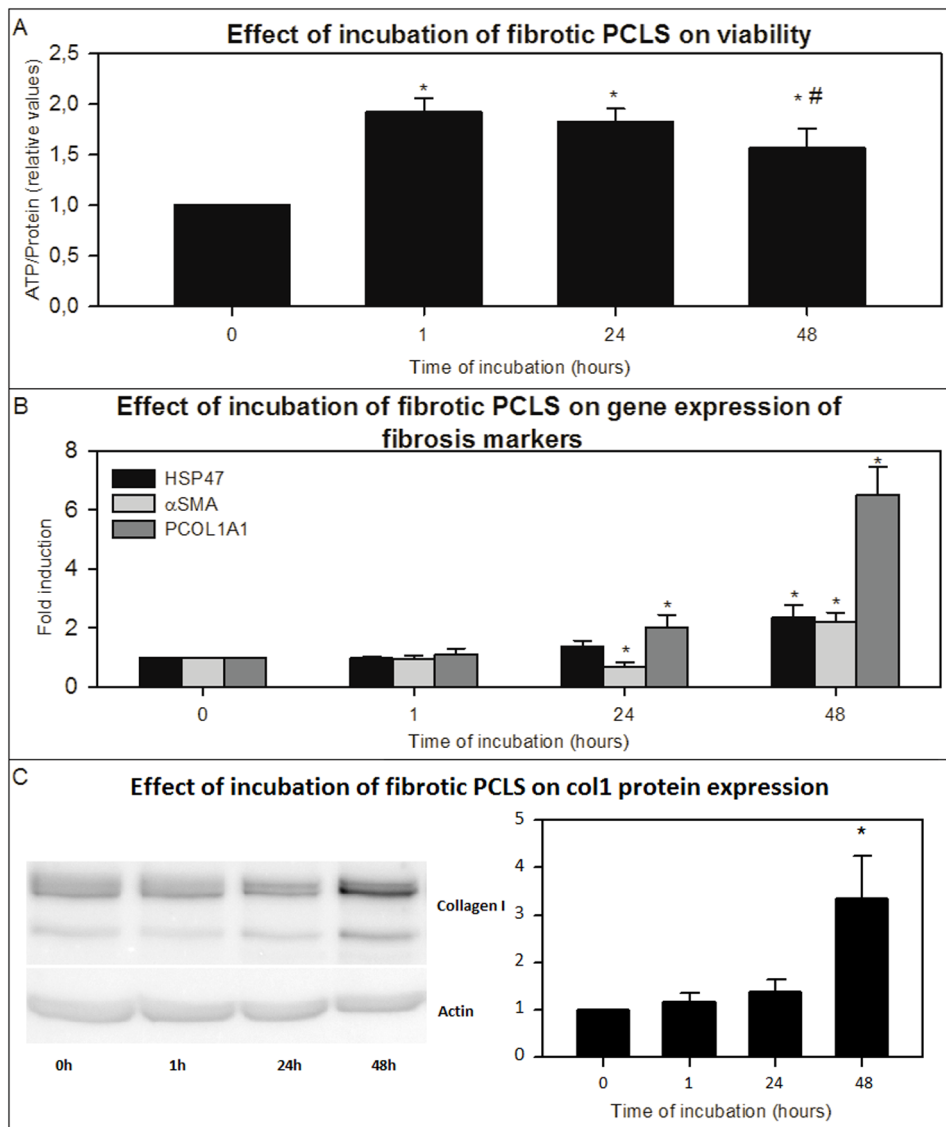 A
Effect of incubation of fibrotic PCLS on viability
ATP/Protein (relative values)
2,5
2,0
1,5
1,0
0,5
0,0
*
*
* #
0 1 24 48
Time of incubation (hours)
B
Effect of incubation of fibrotic PCLS on gene expression of
fibrosis markers
HSP47
αSMA
PCOL1A1
Fold induction
8
6
4
2
0
*
*
*
*
*
0 1 24 48
Time of incubation (hours)
C
Effect of incubation of fibrotic PCLS on col1 protein expression
Collagen I
Actin
0h 1h 24h 48h
5
4
3
2
1
0
*
0 1 24 48
Time of incubation (hours)